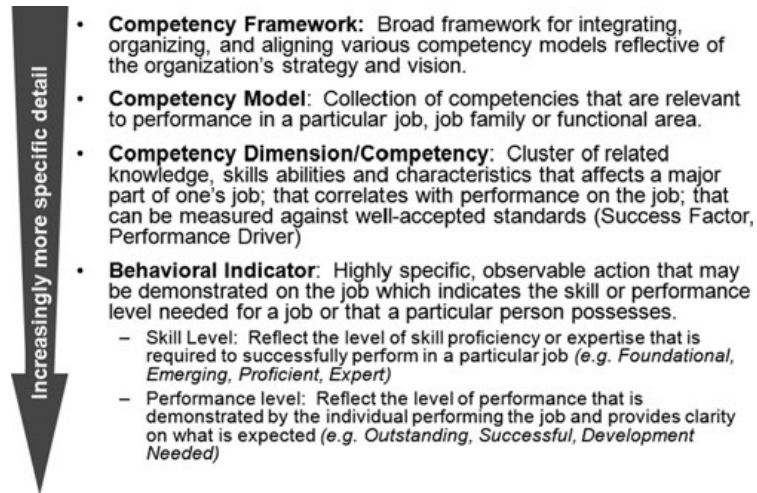 Increasingly more specific detail
• Competency Framework: Broad framework for integrating,
organizing, and aligning various competency models reflective of
the organization's strategy and vision.
• Competency Model: Collection of competencies that are relevant
to performance in a particular job, job family or functional area.
• Competency Dimension/Competency: Cluster of related
knowledge, skills abilities and characteristics that affects a major
part of one's job; that correlates with performance on the job; that
can be measured against well-accepted standards (Success Factor,
Performance Driver)
• Behavioral Indicator: Highly specific, observable action that may
be demonstrated on the job which indicates the skill or performance
level needed for a job or that a particular person possesses.
– Skill Level: Reflect the level of skill proficiency or expertise that is
required to successfully perform in a particular job (e.g. Foundational,
Emerging, Proficient, Expert)
– Performance level: Reflect the level of performance that is
demonstrated by the individual performing the job and provides clarity
on what is expected (e.g. Outstanding, Successful, Development
Needed)